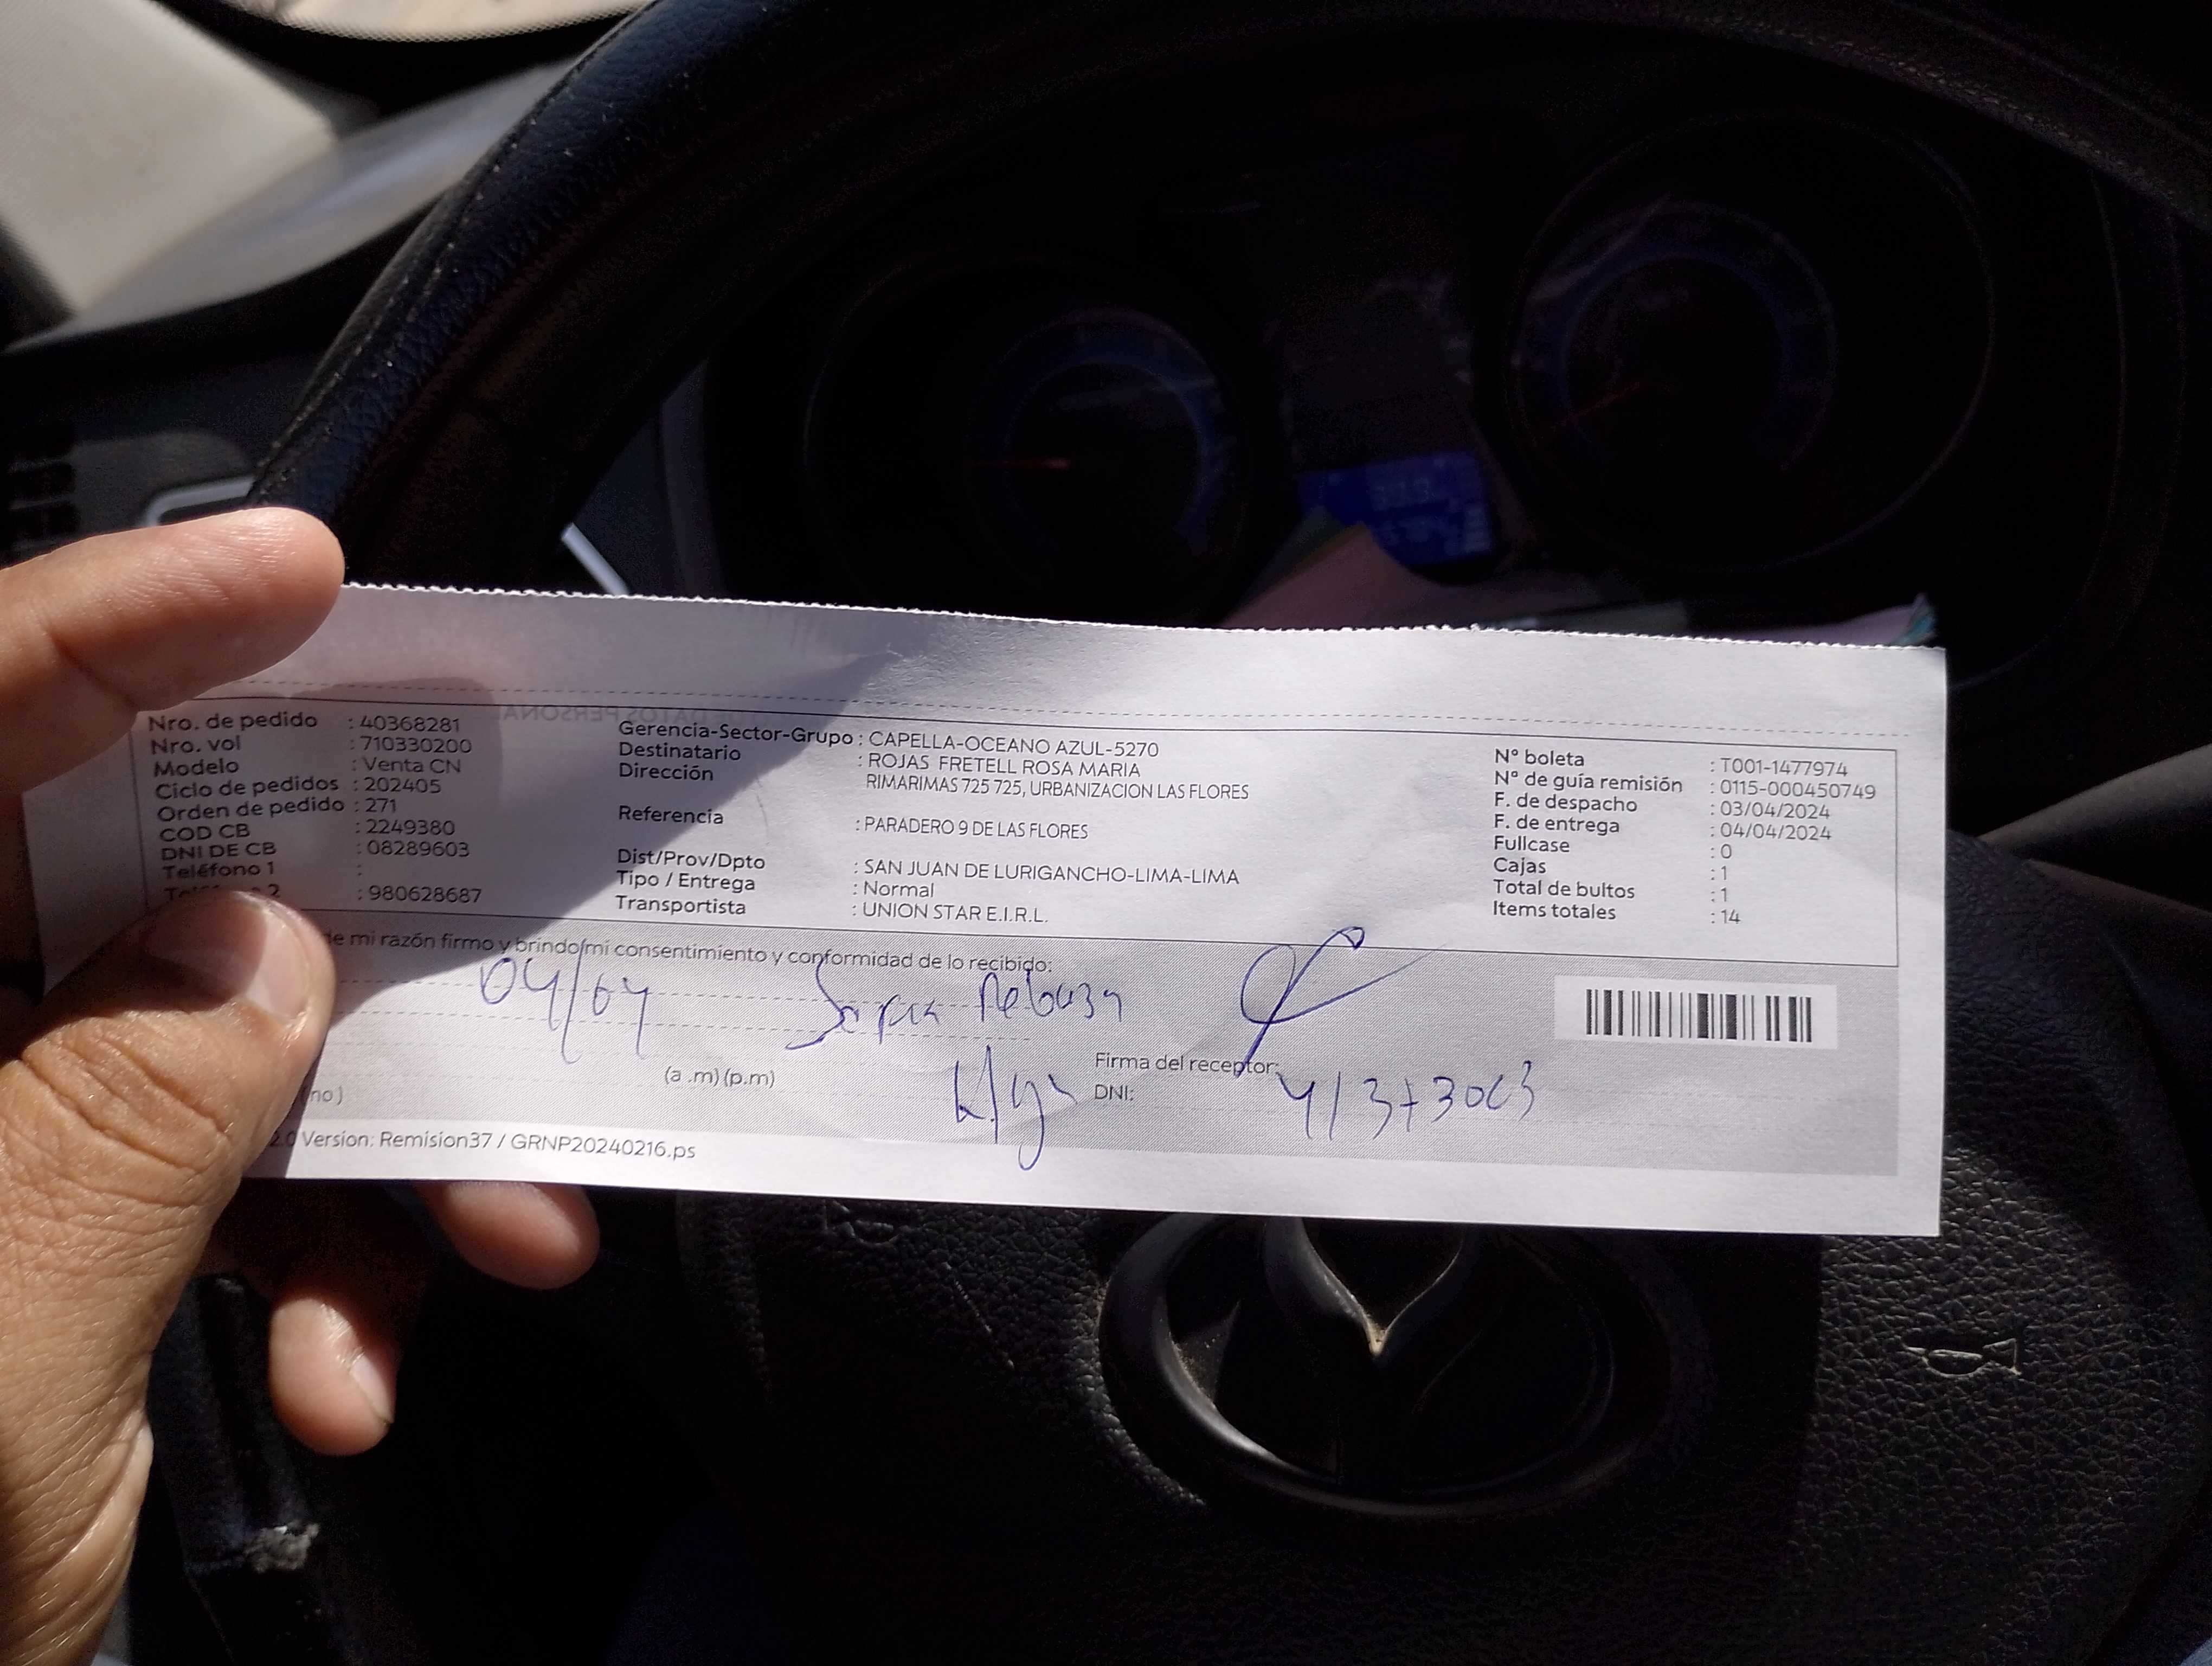 Nro. de pedido : 40368281
Nro. vol : 710330200
Modelo : Venta CN
Ciclo de pedidos : 202405
Orden de pedido : 271
COD CB : 2249380
DNI DE CB : 08289603
Teléfono 1 :
2 : 980628687
Gerencia-Sector-Grupo : CAPELLA-OCEANO AZUL-5270
Destinatario : ROJAS FRETELL ROSA MARIA
Dirección RIMARIMAS 725 725, URBANIZACION LAS FLORES
Referencia : PARADERO 9 DE LAS FLORES
Dist/Prov/Dpto : SAN JUAN DE LURIGANCHO-LIMA-LIMA
Tipo / Entrega : Normal
Transportista : UNION STAR E.I.R.L.
N° boleta : T001-1477974
N° de guía remisión : 0115-000450749
F. de despacho : 03/04/2024
F. de entrega : 04/04/2024
Fullcase : 0
Cajas : 1
Total de bultos : 1
Items totales : 14
de mi razón firmo y brindo mi consentimiento y conformidad de lo recibido:
04/04
Firma del receptor:
(a .m) (p.m)
DNI:
no )
2.0 Version: Remision37 / GRNP20240216.ps